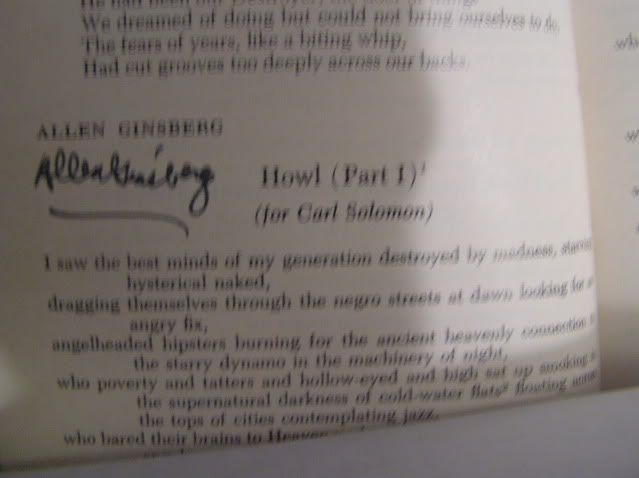 We dreamed of doing but could not bring ourselves to do,
The fears of years, like a biting whip,
Had cut grooves too deeply across our backs.
ALLEN GINSBERG
Allen Ginsberg
Howl (Part I)¹
(for Carl Solomon)
I saw the best minds of my generation destroyed by madness,
hysterical naked,
dragging themselves through the negro streets at dawn looking for
angry fix,
angelheaded hipsters burning for the ancient heavenly connection
the starry dynamo in the machinery of night,
who poverty and tatters and hollow-eyed and high sat up smoking
the supernatural darkness of cold-water flats² floating
the tops of cities contemplating jazz,
who bared their brains to Heaven